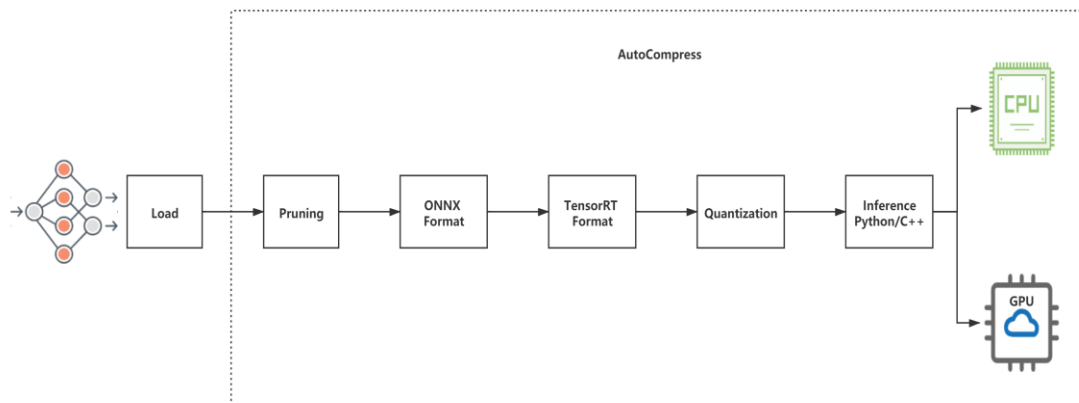 AutoCompress
CPU
Load
Pruning
ONNX
Format
TensorRT
Format
Quantization
Inference
Python/C++
GPU